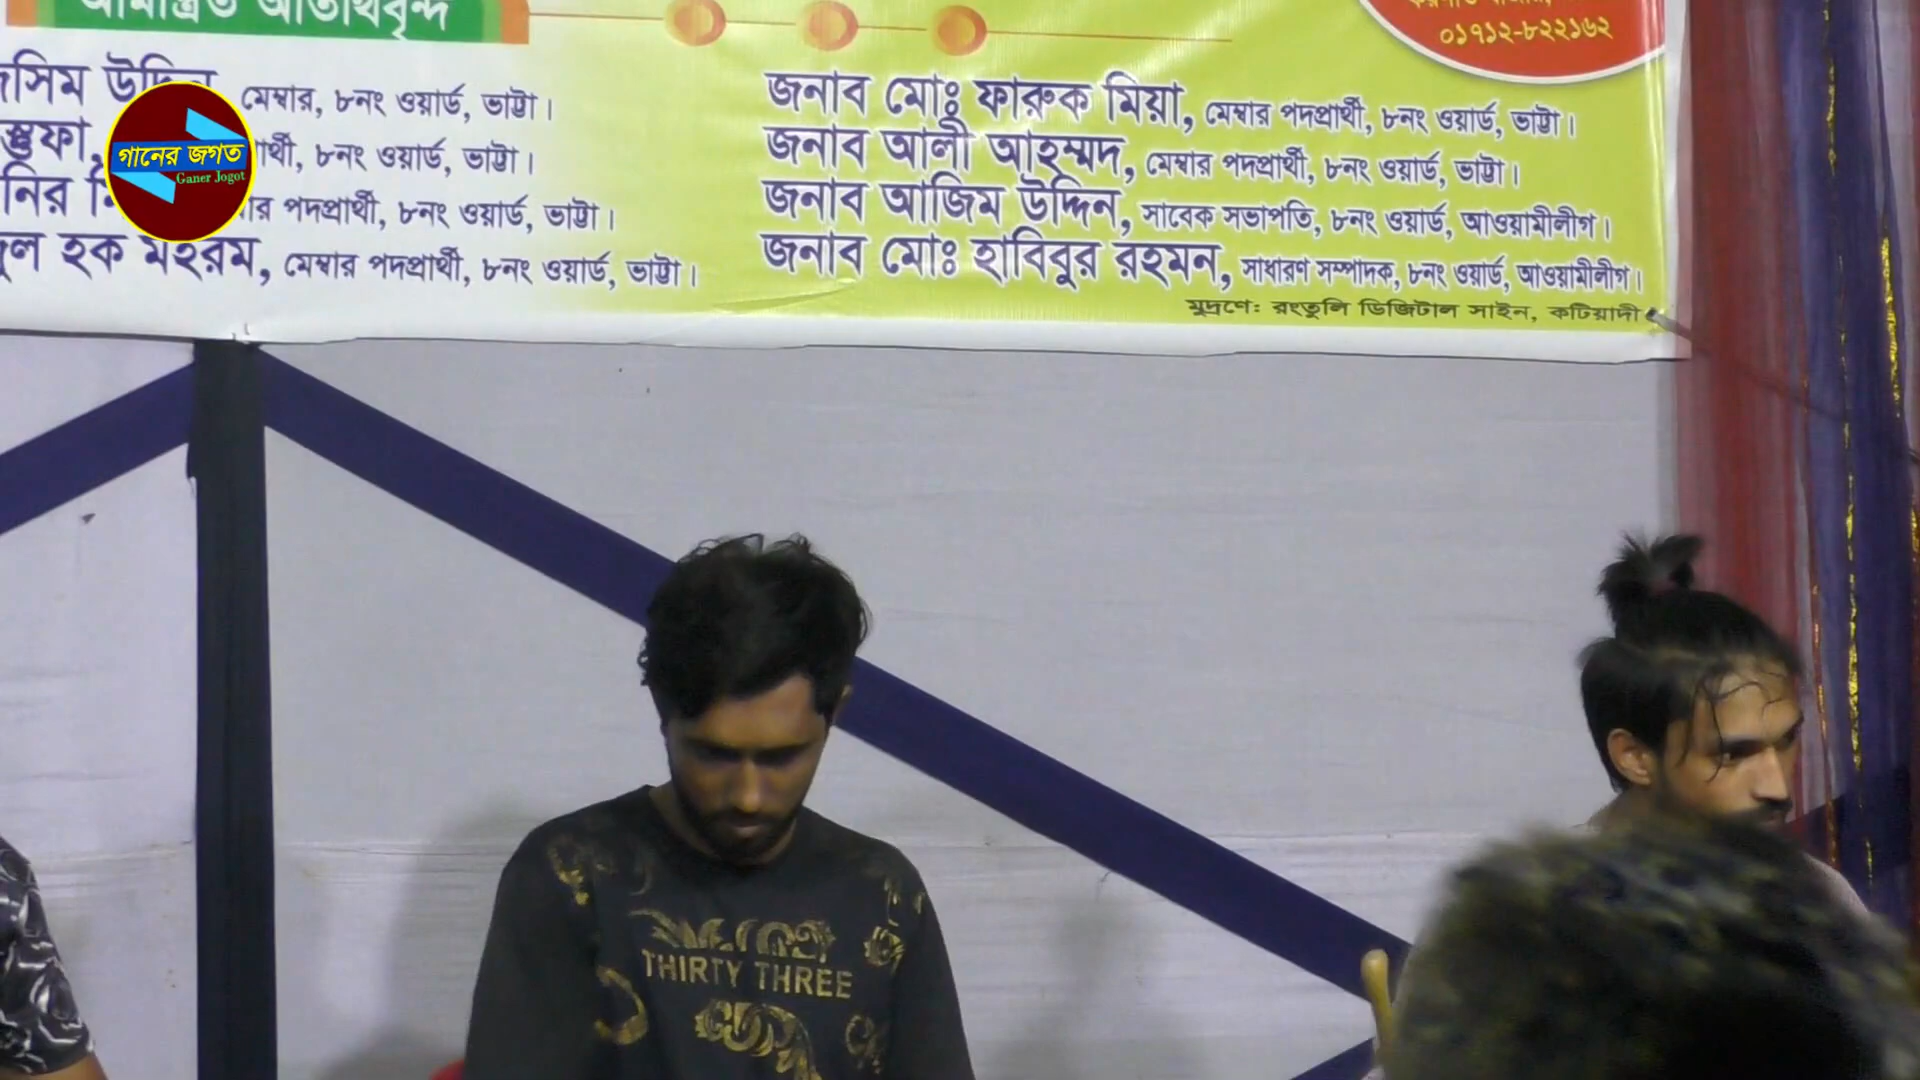 আমন্ত্রিত অতিথিবৃন্দ
০১৭১২-৮২২১৬২
উদ্দিন, মেম্বার, ৮নং ওয়ার্ড, ভাট্টা।
৮নং ওয়ার্ড, ভাট্টা।
পদপ্রার্থী, ৮নং ওয়ার্ড, ভাট্টা।
হক মহরম, মেম্বার পদপ্রার্থী, ৮নং ওয়ার্ড, ভাট্টা।
জনাব মোঃ ফারুক মিয়া, মেম্বার পদপ্রার্থী, ৮নং ওয়ার্ড, ভাট্টা।
জনাব আলী আহম্মদ, মেম্বার পদপ্রার্থী, ৮নং ওয়ার্ড, ভাট্টা।
জনাব আজিম উদ্দিন, সাবেক সভাপতি, ৮নং ওয়ার্ড, আওয়ামীলীগ।
জনাব মোঃ হাবিবুর রহমন, সাধারণ সম্পাদক, ৮নং ওয়ার্ড, আওয়ামীলীগ।
মুদ্রণে: রংতুলি ডিজিটাল সাইন, কটিয়াদী
গানের জগত
Ganer Jogot
THIRTY THREE